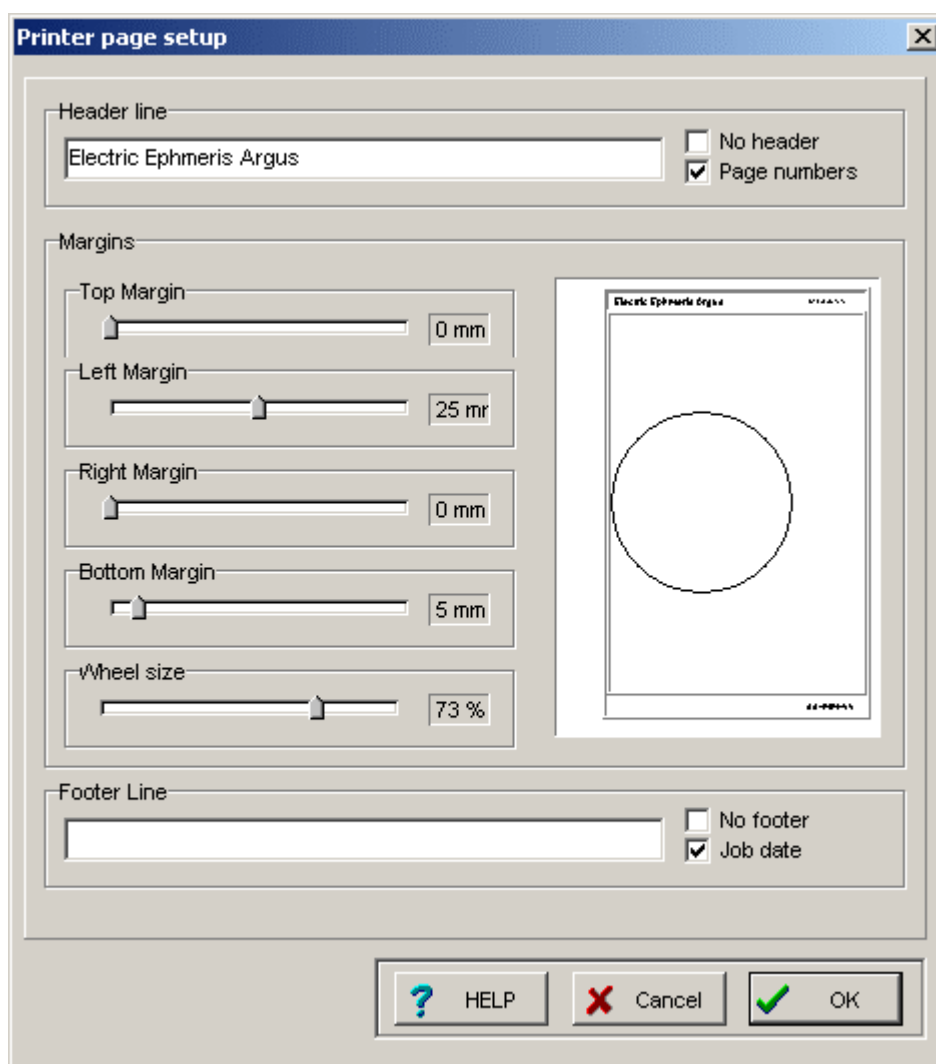 Printer page setup
Header line
Electric Ephmeris Argus
No header
Page numbers
Margins
Top Margin
0 mm
Left Margin
25 mr
Right Margin
0 mm
Bottom Margin
5 mm
Wheel size
73 %
Electric Ephmeris Argus
Footer Line
No footer
Job date
HELP
Cancel
OK